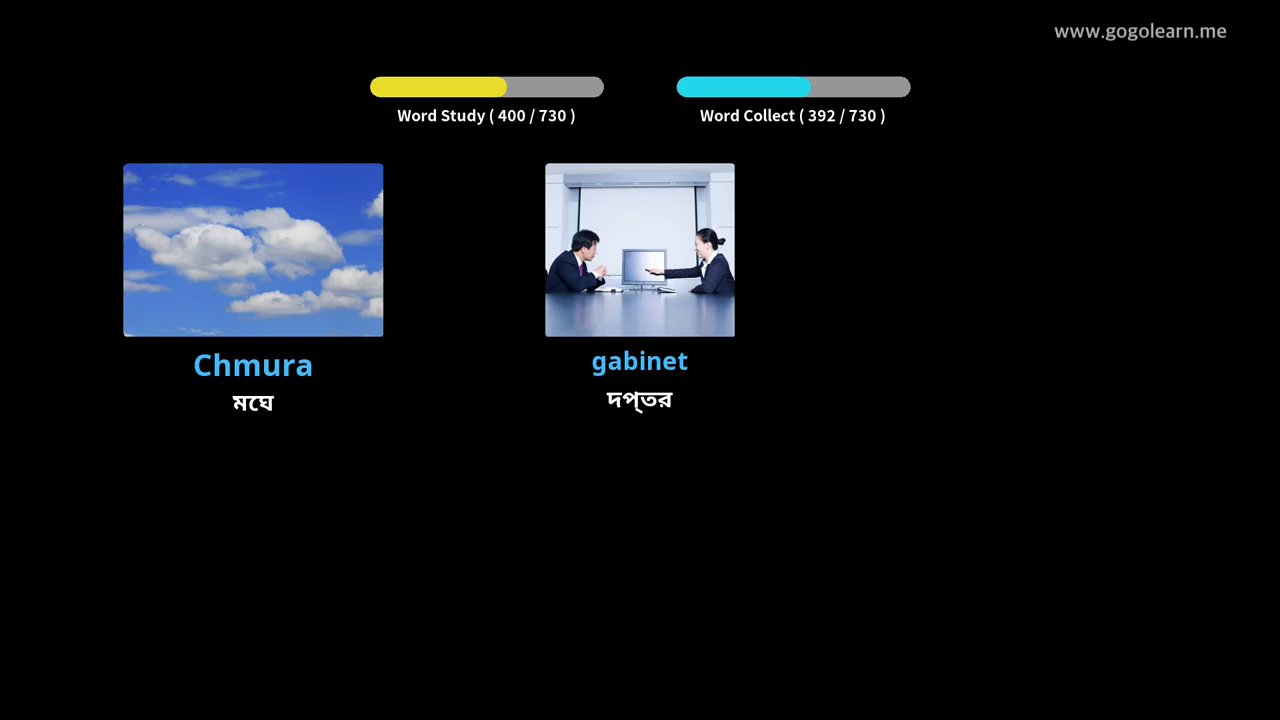 www.gogolearn.me
Word Study ( 400 / 730 )
Word Collect ( 392 / 730 )
Chmura
মঘে
gabinet
দপ্তর